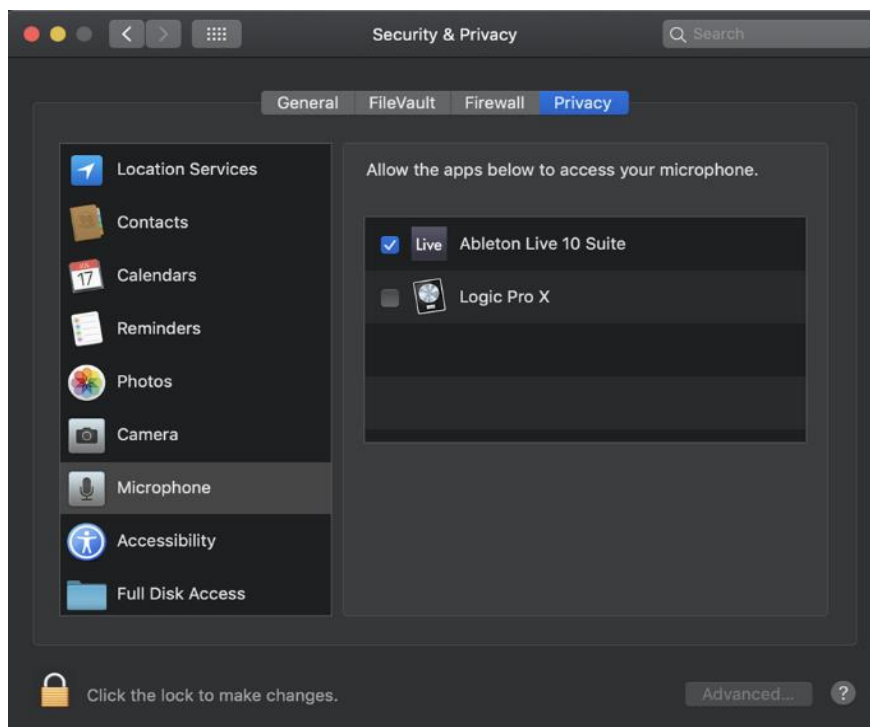 Security & Privacy
Search
General FileVault Firewall Privacy
Location Services
Contacts
JUL
17
Calendars
Reminders
Photos
Camera
Microphone
Accessibility
Full Disk Access
Allow the apps below to access your microphone.
Live Ableton Live 10 Suite
Logic Pro X
Click the lock to make changes.
Advanced... ?